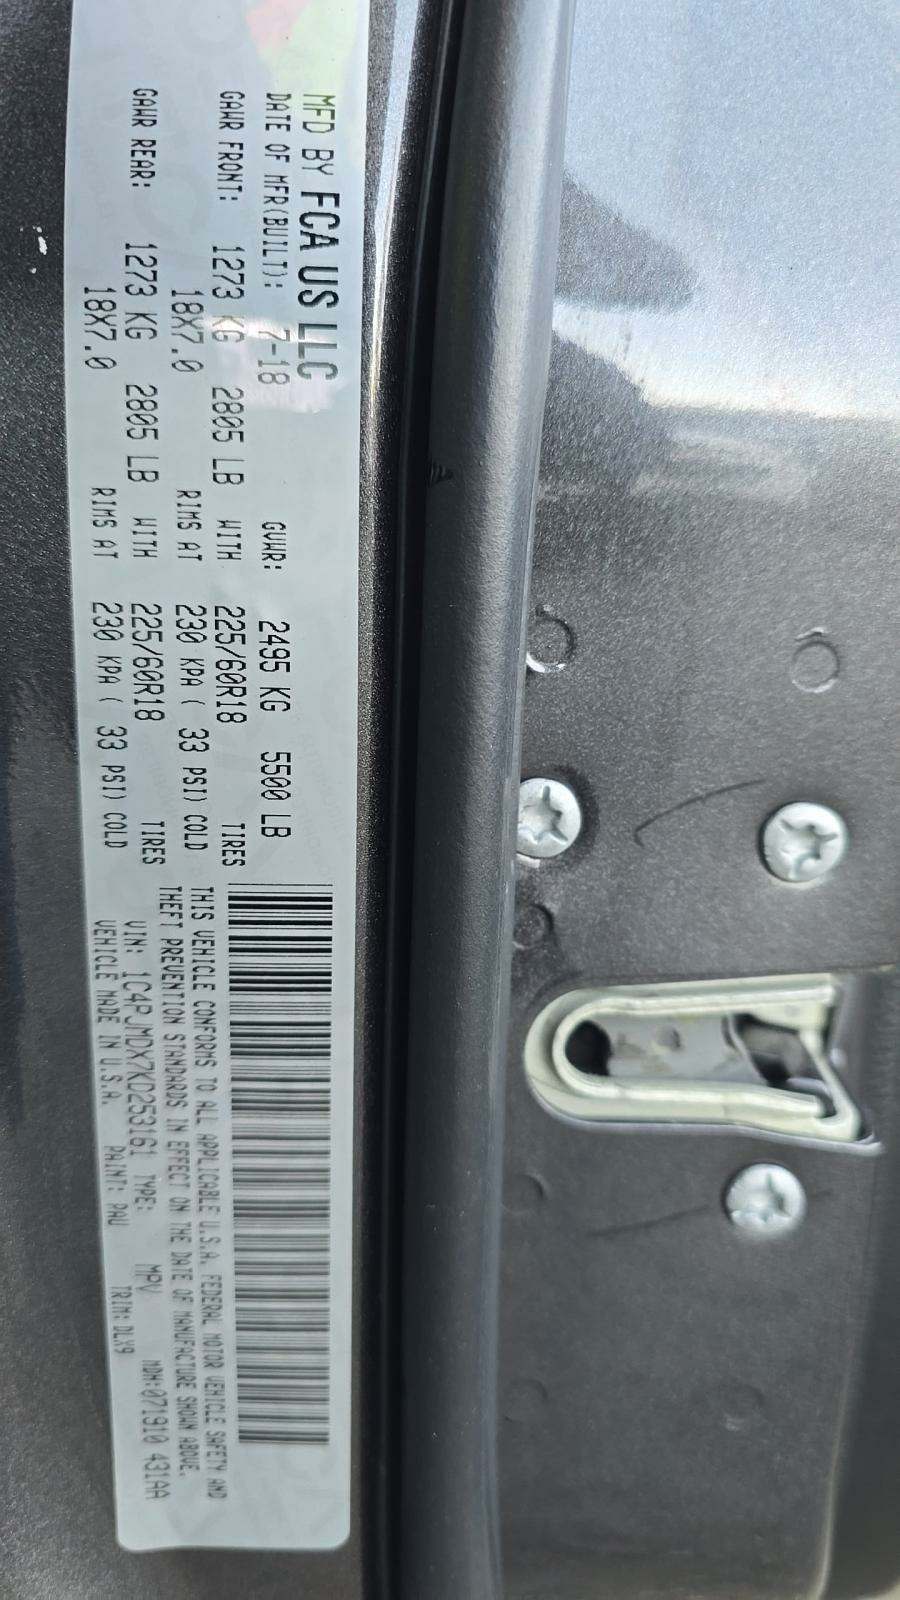 MFD BY FCA US LLC
DATE OF MFR(BUILT): 7-18 GVWR: 2495 KG 5500 LB
GAWR FRONT: 1273 KG 2805 LB WITH 225/60R18 TIRES
18X7.0 RIMS AT 230 KPA( 33 PSI) COLD
GAWR REAR: 1273 KG 2805 LB WITH 225/60R18 TIRES
18X7.0 RIMS AT 230 KPA( 33 PSI) COLD
THIS VEHICLE CONFORMS TO ALL APPLICABLE U.S.A. FEDERAL MOTOR VEHICLE SAFETY AND
THEFT PREVENTION STANDARDS IN EFFECT ON THE DATE OF MANUFACTURE SHOWN ABOVE.
VIN: 1C4PJMDX7KD253161 TYPE: MPV MDH:071910 431AA
VEHICLE MADE IN U.S.A. PAINT: PAU TRIM: DLX9